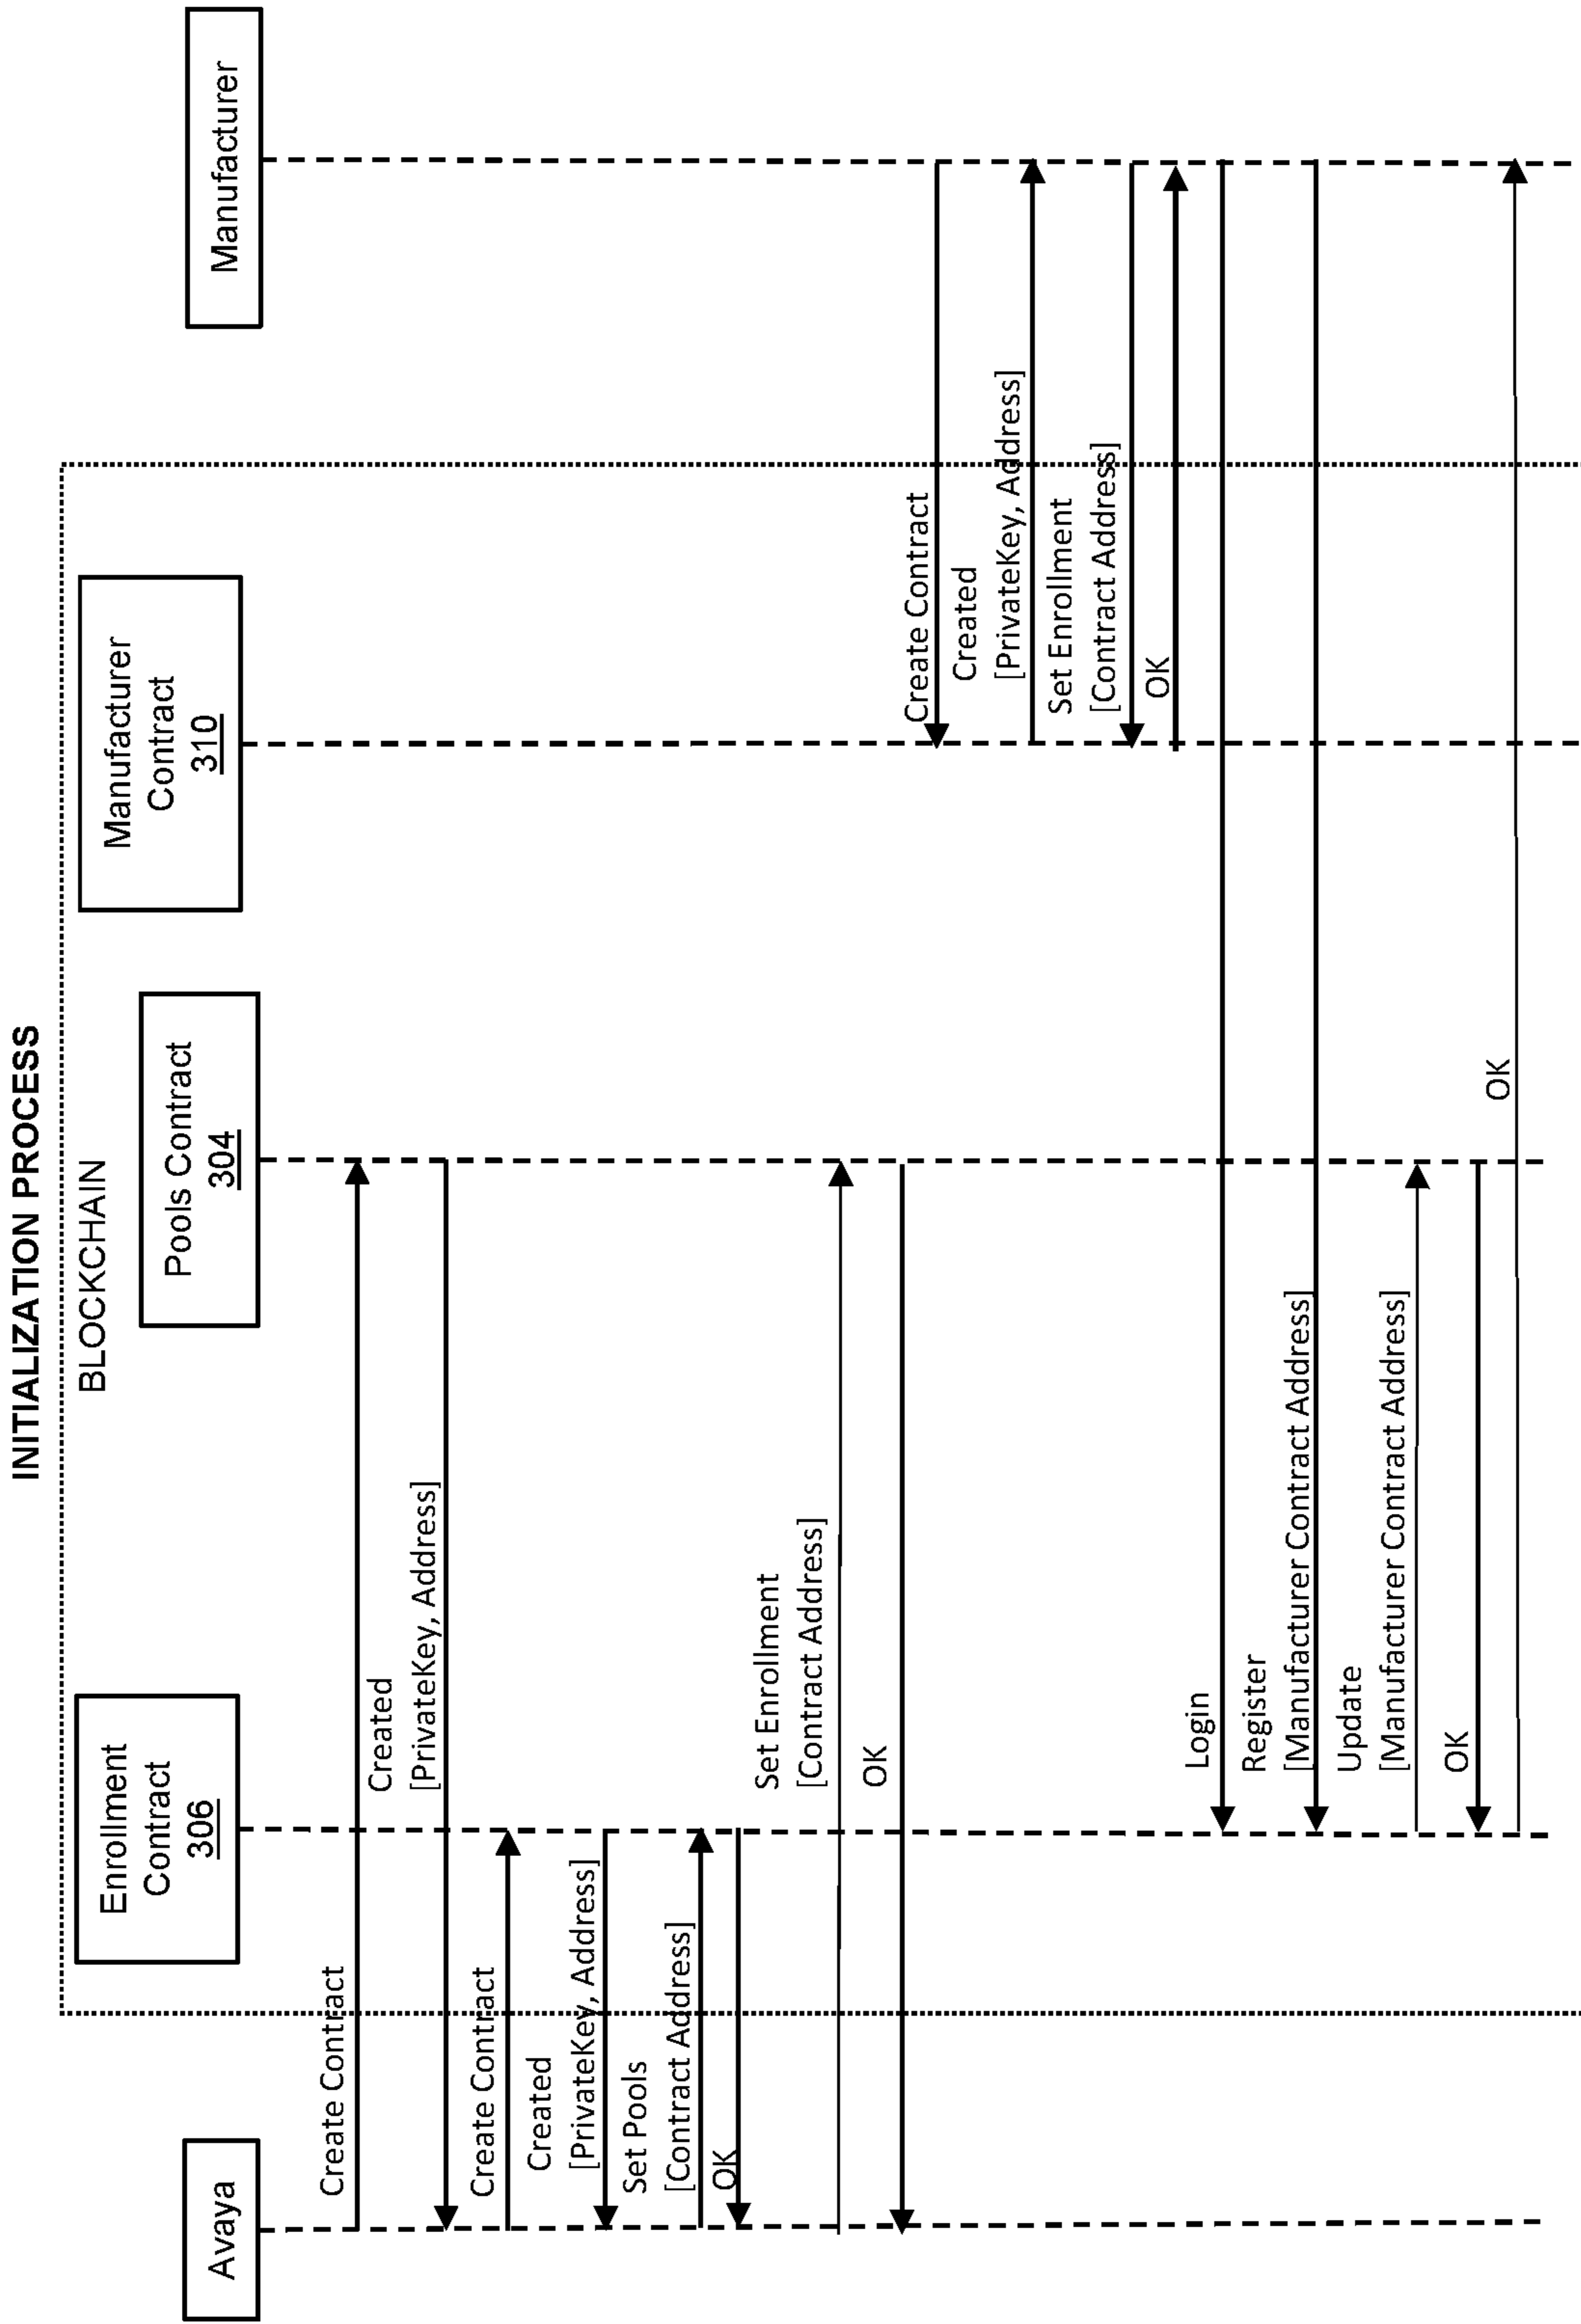 INITIALIZATION PROCESS
BLOCKCHAIN
Avaya
Enrollment
Contract
306
Pools Contract
304
Manufacturer
Contract
310
Manufacturer
Create Contract
Created
[PrivateKey, Address]
Create Contract
Created
[PrivateKey, Address]
Set Pools
[Contract Address]
OK
Set Enrollment
[Contract Address]
OK
Create Contract
Created
[PrivateKey, Address]
Set Enrollment
[Contract Address]
OK
Login
Register
[Manufacturer Contract Address]
Update
[Manufacturer Contract Address]
OK
OK